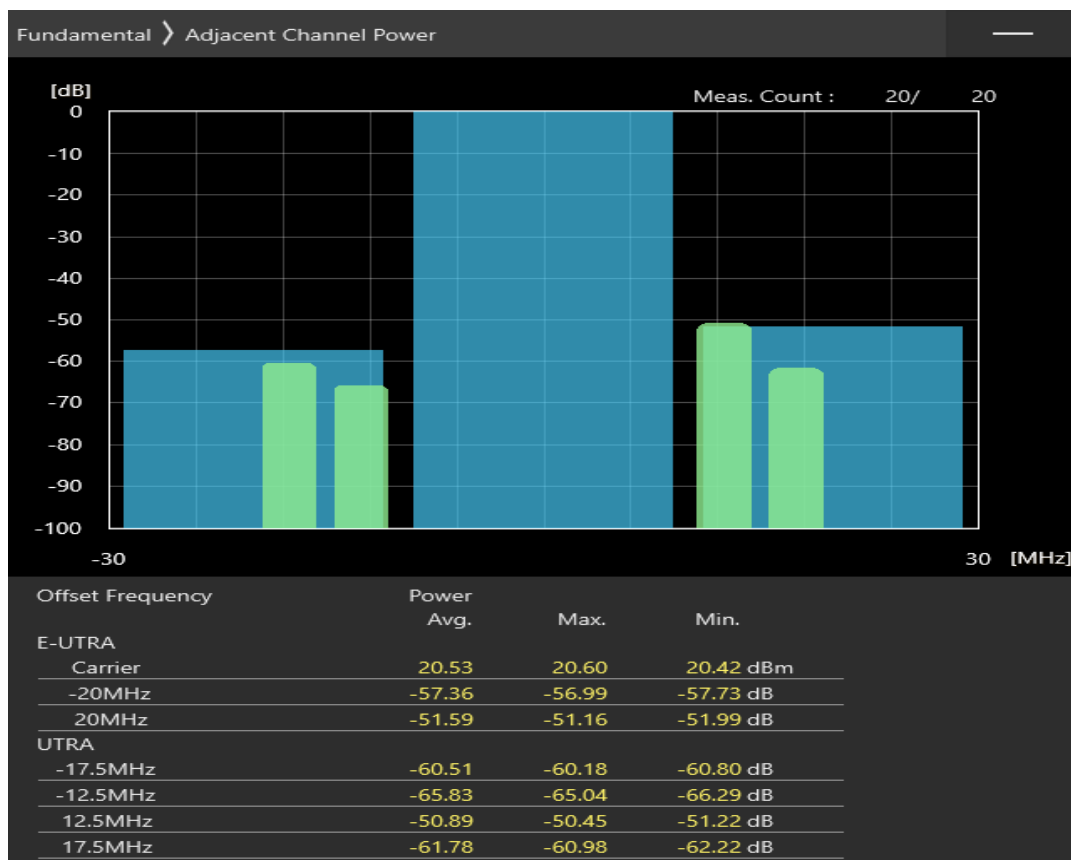 Fundamental ❯ Adjacent Channel Power
[dB]
Meas. Count : 20/ 20
0
-10
-20
-30
-40
-50
-60
-70
-80
-90
-100
-30 30 [MHz]
Offset Frequency Power
Avg. Max. Min.
E-UTRA
Carrier 20.53 20.60 20.42 dBm
-20MHz -57.36 -56.99 -57.73 dB
20MHz -51.59 -51.16 -51.99 dB
UTRA
-17.5MHz -60.51 -60.18 -60.80 dB
-12.5MHz -65.83 -65.04 -66.29 dB
12.5MHz -50.89 -50.45 -51.22 dB
17.5MHz -61.78 -60.98 -62.22 dB